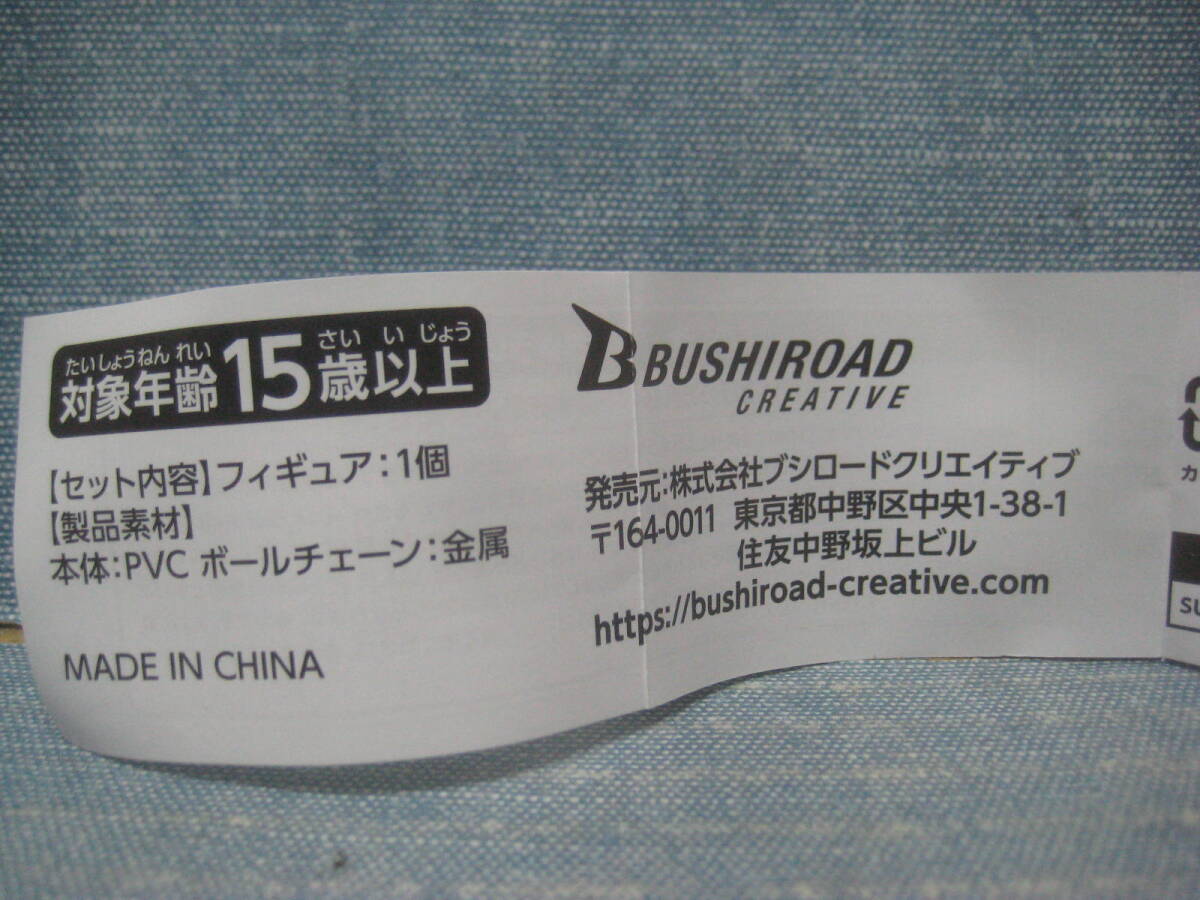 たいしょうねんれい さいいじょう
対象年齢15歳以上
【セット内容】フィギュア：1個
【製品素材】
本体：PVC ボールチェーン：金属
MADE IN CHINA
BUSHIROAD
CREATIVE
発売元：株式会社ブシロードクリエイティブ
〒164-0011 東京都中野区中央1-38-1
住友中野坂上ビル
https://bushiroad-creative.com
カ
SU